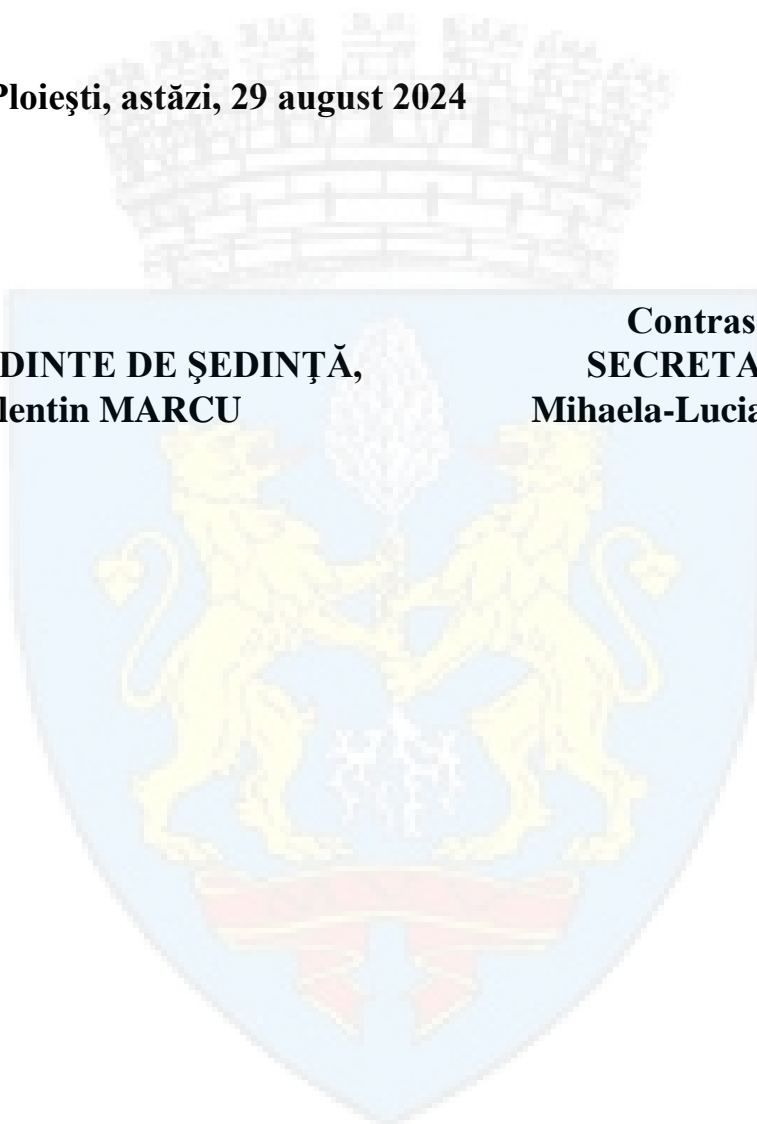 Ploieşti, astăzi, 29 august 2024
Contras
DINTE DE ŞEDINŢĂ,
SECRETA
lentin MARCU
Mihaela-Lucia